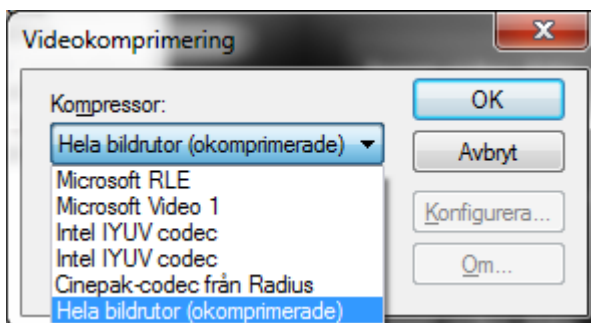 Videokomprimering
Kompressor:
Hela bildrutor (okomprimerade)
Microsoft RLE
Microsoft Video 1
Intel IYUV codec
Intel IYUV codec
Cinepak-codec från Radius
Hela bildrutor (okomprimerade)
OK
Avbryt
Konfigurera...
Om...